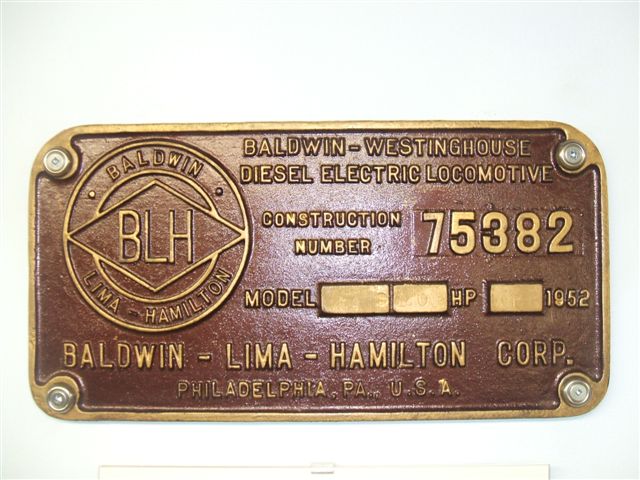 BALDWIN
BLH
LIMA - HAMILTON
BALDWIN - WESTINGHOUSE
DIESEL ELECTRIC LOCOMOTIVE
CONSTRUCTION
NUMBER 75382
MODEL HP 1952
BALDWIN - LIMA - HAMILTON CORP.
PHILADELPHIA, PA., U.S.A.